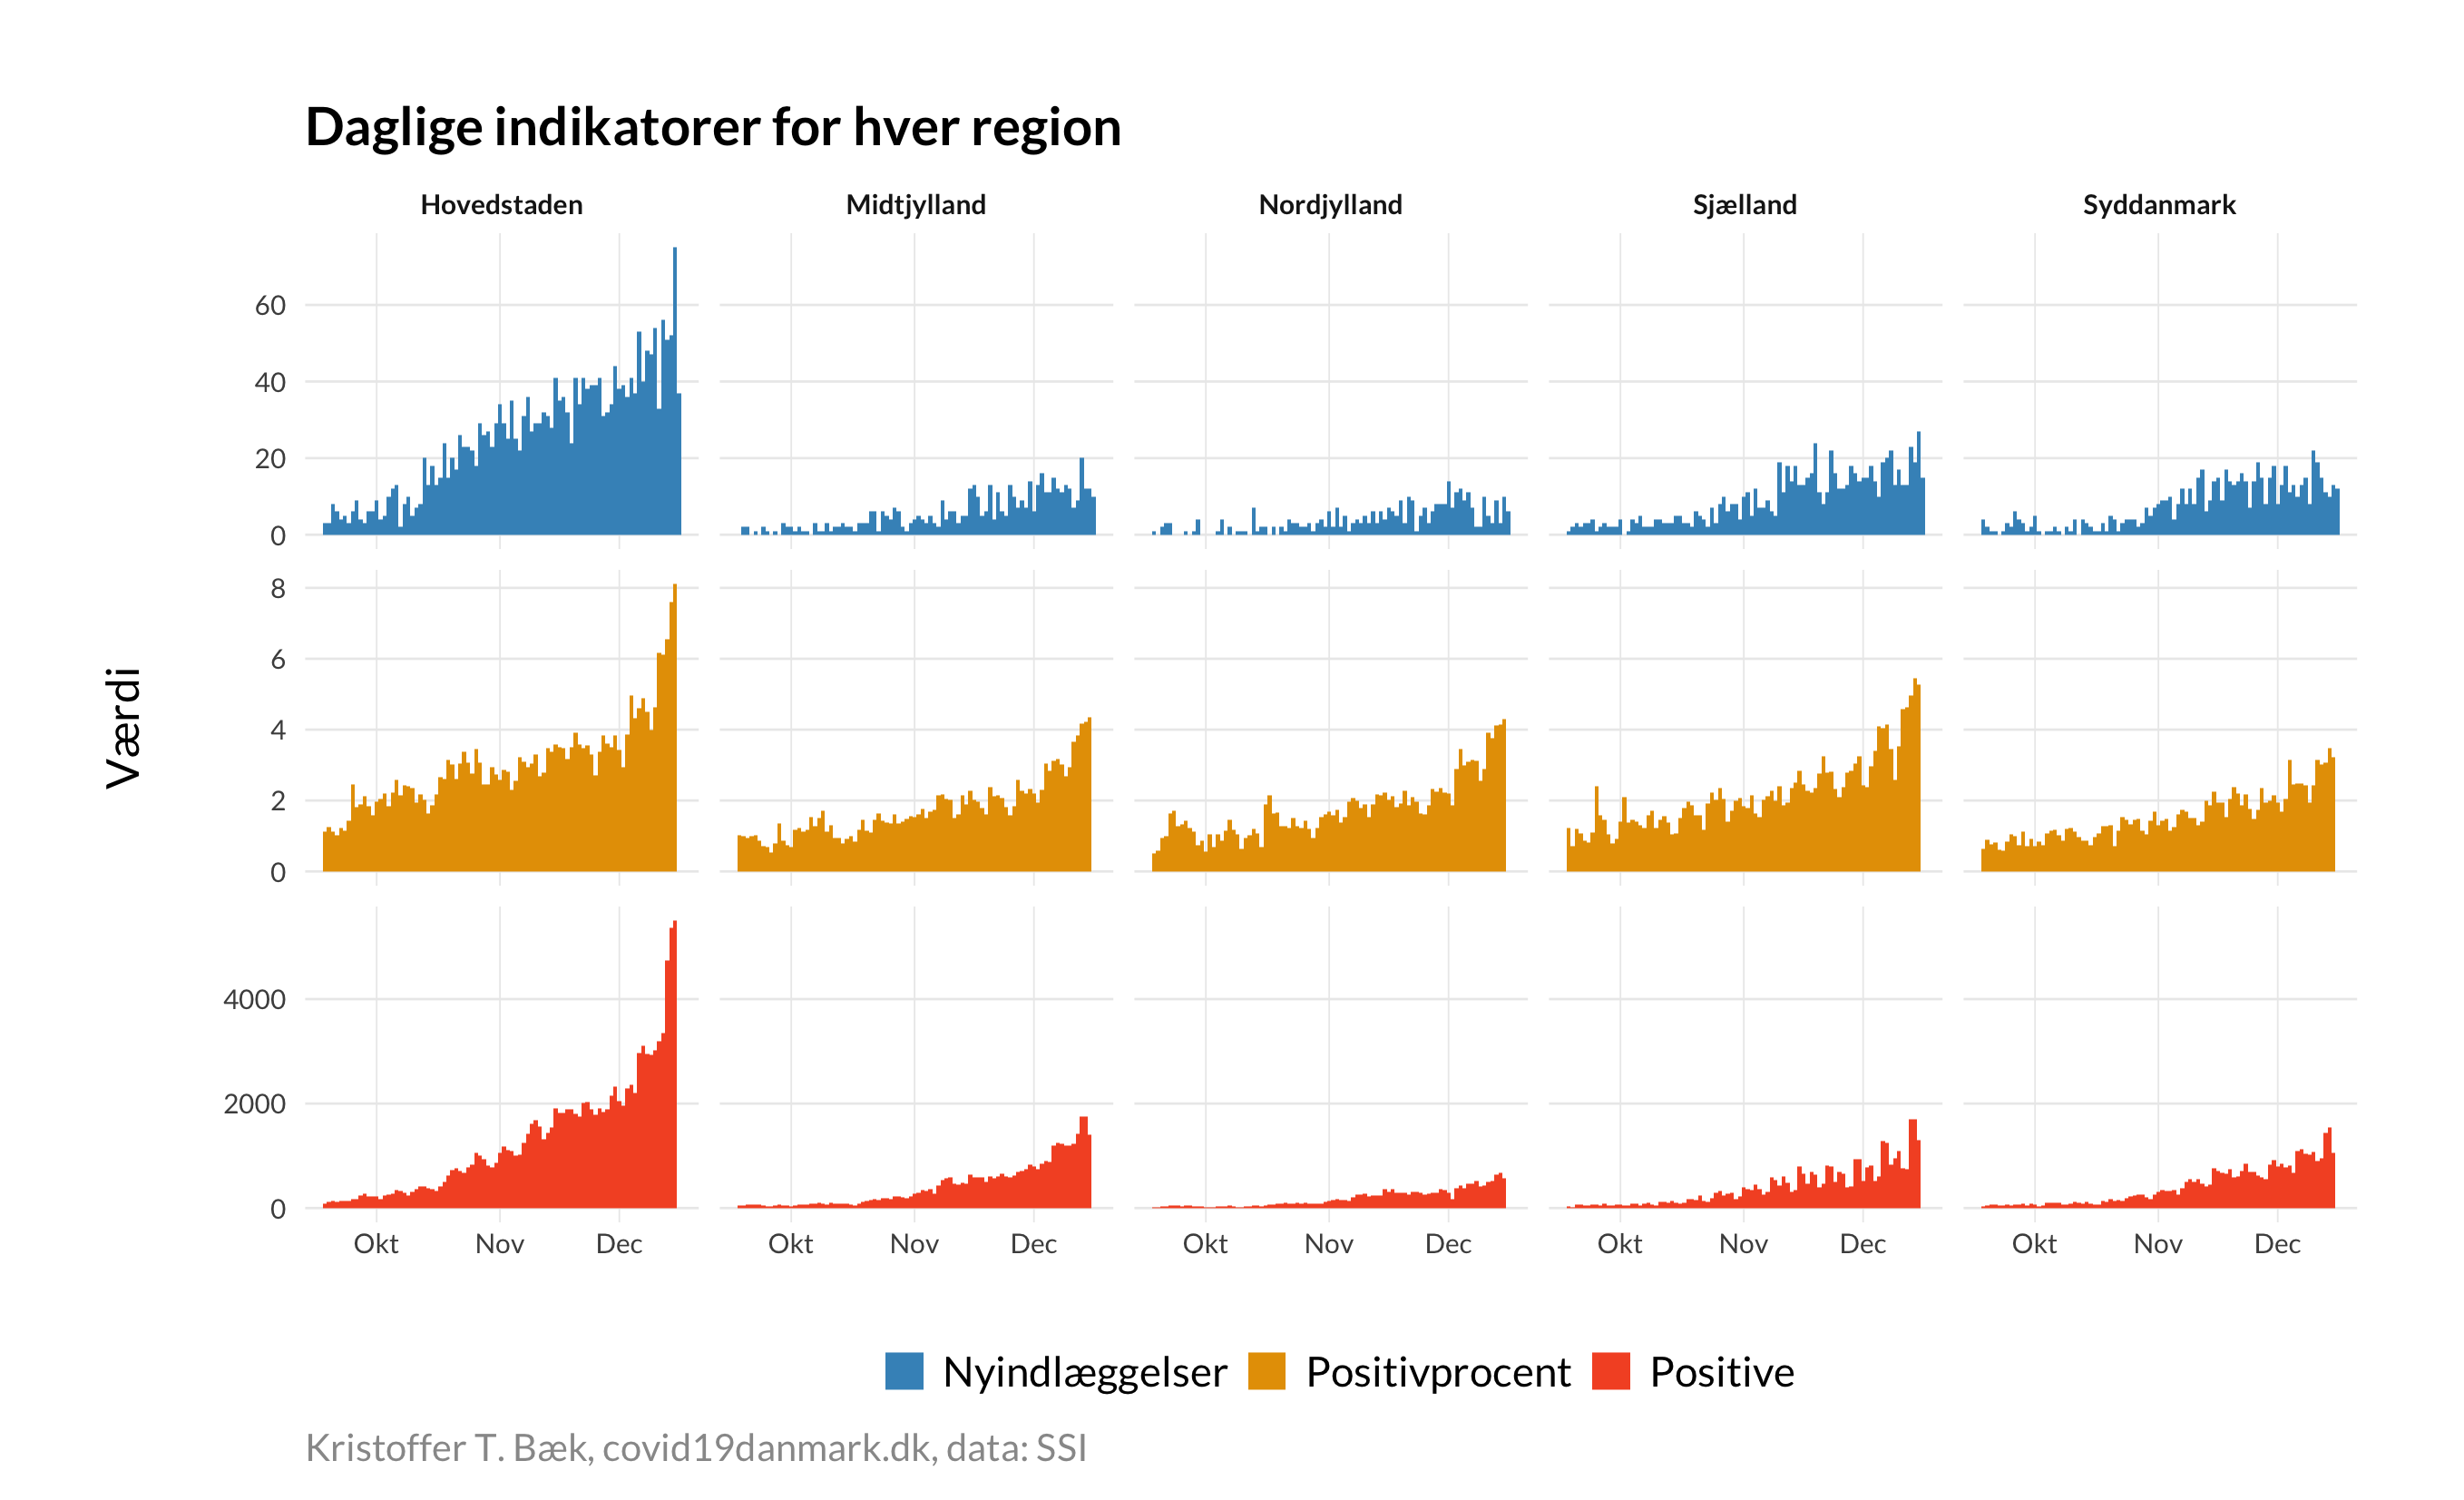 Daglige indikatorer for hver region
Hovedstaden Midtjylland Nordjylland Sjælland Syddanmark
60
40
20
0
8
6
4
2
0
Værdi
4000
2000
0
Okt Nov Dec Okt Nov Dec Okt Nov Dec Okt Nov Dec Okt Nov Dec
Nyindlæggelser Positivprocent Positive
Kristoffer T. Bæk, covid19danmark.dk, data: SSI